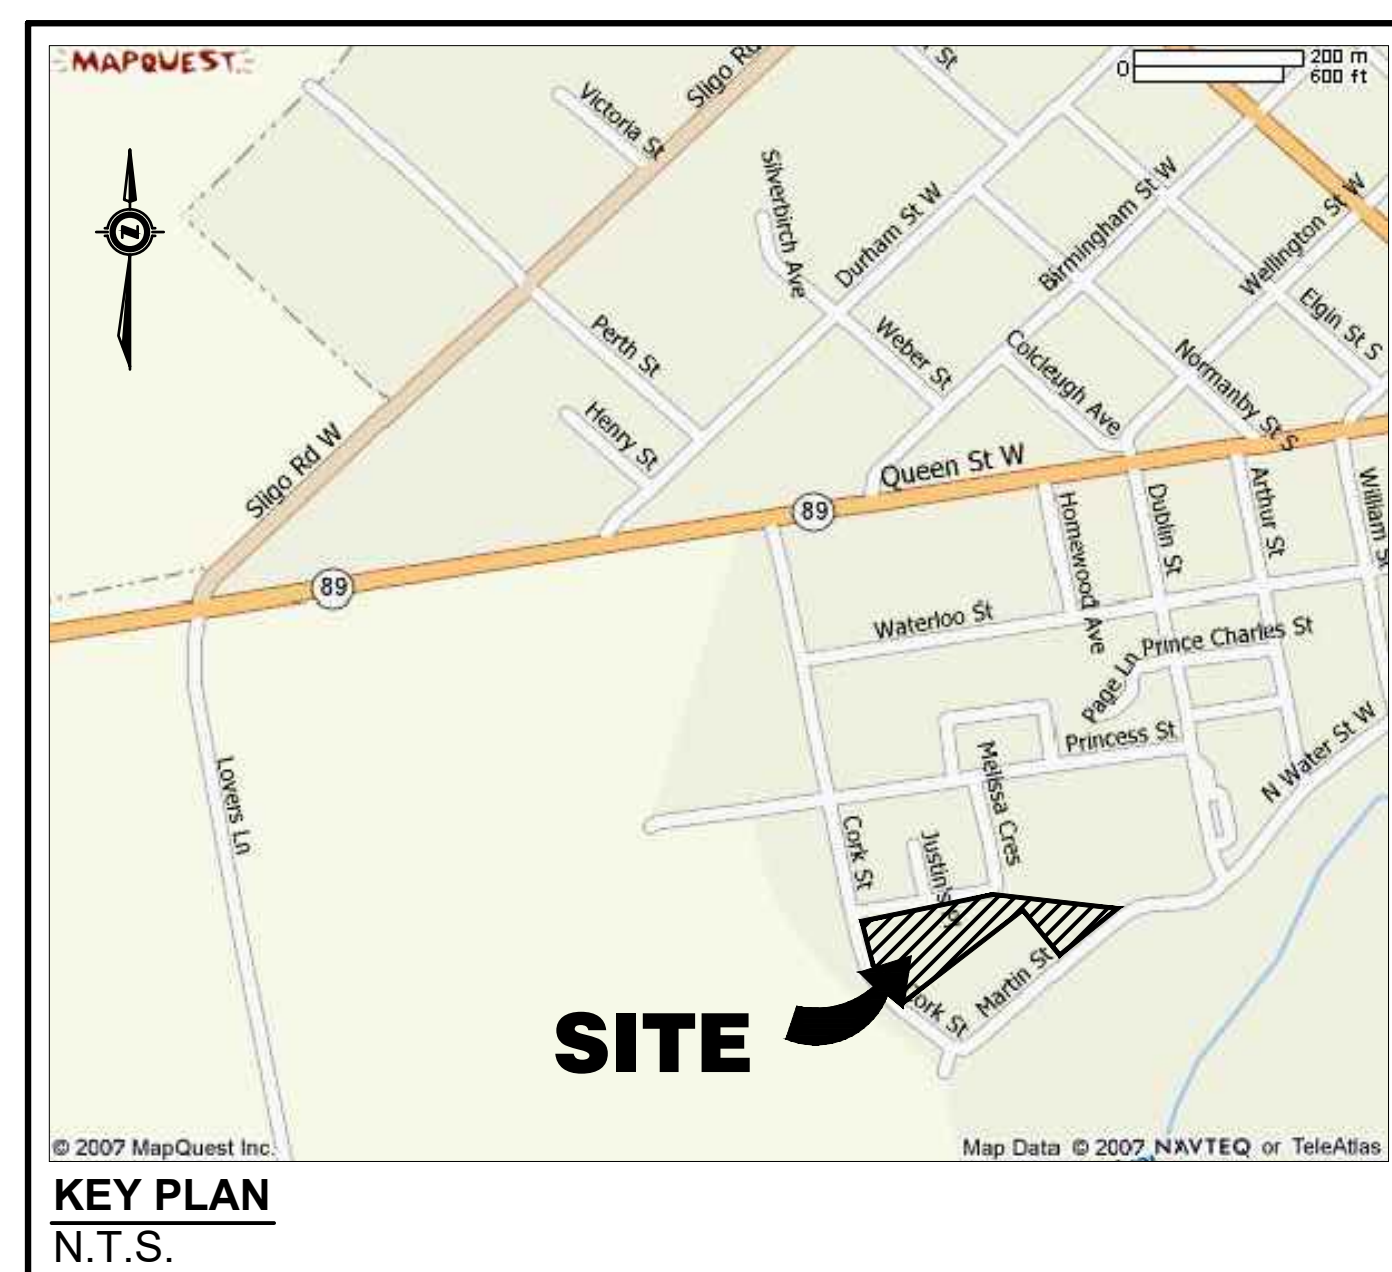 MAPQUEST
200 m
0
600 ft
N
Victoria St
Sligo Rd
St
Silverbirch Ave
Durham St W
Birmingham St W
Wellington St W
Elgin St S
Perth St
Weber St
Colcleugh Ave
Normanby St S
Henry St
Sligo Rd W
Queen St W
89
89
Homewood Ave
Dublin St
Arthur St
William St
Waterloo St
Prince Charles St
Page Ln
Princess St
N Water St W
Lovers Ln
Melissa Cres
Cork St
Justin's
Martin St
Cork St
SITE
© 2007 MapQuest Inc.
Map Data © 2007 NAVTEQ or TeleAtlas
KEY PLAN
N.T.S.